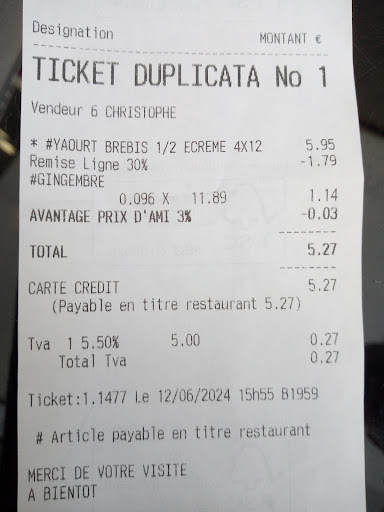 Designation MONTANT €
TICKET DUPLICATA No 1
Vendeur 6 CHRISTOPHE
* #YAOURT BREBIS 1/2 ECREME 4X12 5.95
Remise Ligne 30% -1.79
#GINGEMBRE
0.096 X 11.89 1.14
AVANTAGE PRIX D'AMI 3% -0.03
---------
TOTAL 5.27
---------
CARTE CREDIT 5.27
(Payable en titre restaurant 5.27)
Tva 1 5.50% 5.00 0.27
Total Tva 0.27
Ticket:1.1477 Le 12/06/2024 15h55 B1959
# Article payable en titre restaurant
MERCI DE VOTRE VISITE
A BIENTOT